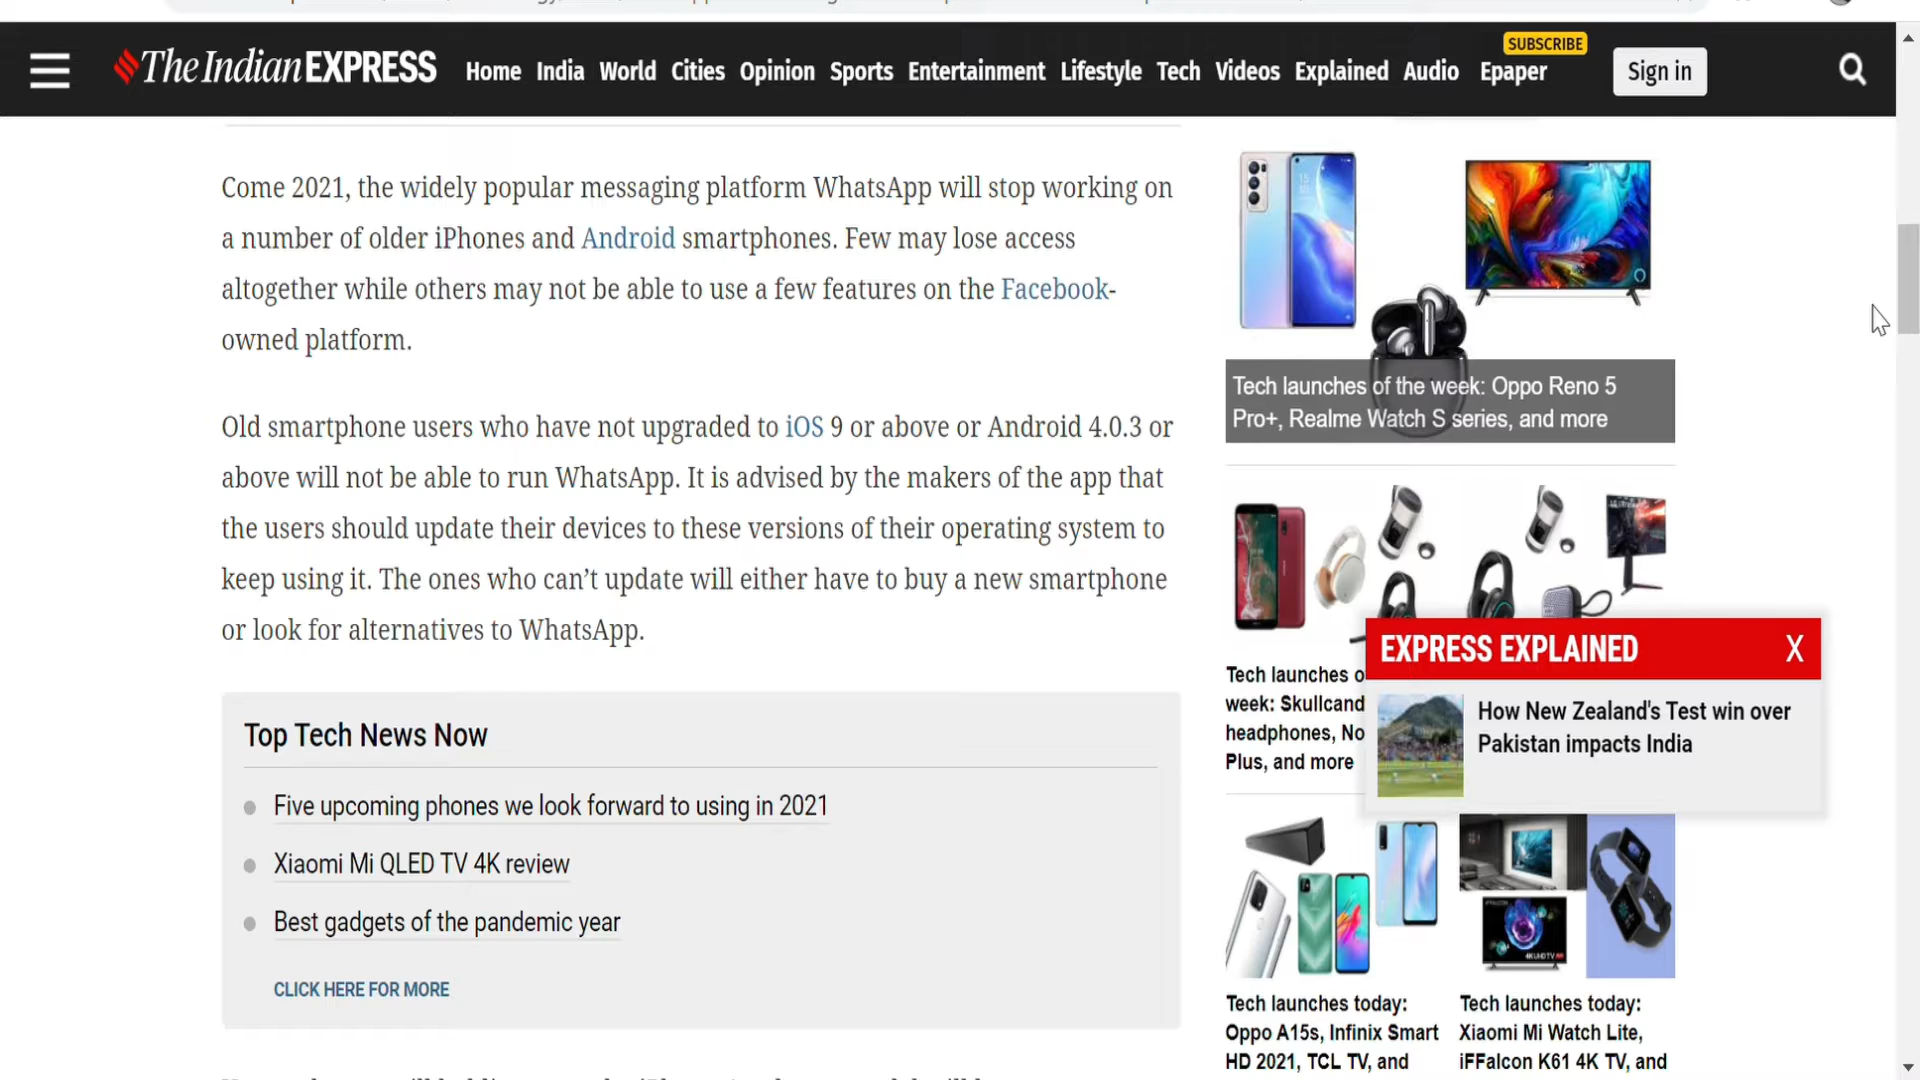 The Indian EXPRESS
Home India World Cities Opinion Sports Entertainment Lifestyle Tech Videos Explained Audio Epaper
SUBSCRIBE
Sign in
Come 2021, the widely popular messaging platform WhatsApp will stop working on
a number of older iPhones and Android smartphones. Few may lose access
altogether while others may not be able to use a few features on the Facebook-
owned platform.
Old smartphone users who have not upgraded to iOS 9 or above or Android 4.0.3 or
above will not be able to run WhatsApp. It is advised by the makers of the app that
the users should update their devices to these versions of their operating system to
keep using it. The ones who can’t update will either have to buy a new smartphone
or look for alternatives to WhatsApp.
Top Tech News Now
Five upcoming phones we look forward to using in 2021
Xiaomi Mi QLED TV 4K review
Best gadgets of the pandemic year
CLICK HERE FOR MORE
Tech launches of the week: Oppo Reno 5
Pro+, Realme Watch S series, and more
Tech launches o
week: Skullcand
headphones, No
Plus, and more
EXPRESS EXPLAINED
X
How New Zealand's Test win over
Pakistan impacts India
Tech launches today:
Oppo A15s, Infinix Smart
HD 2021, TCL TV, and
Tech launches today:
Xiaomi Mi Watch Lite,
iFFalcon K61 4K TV, and